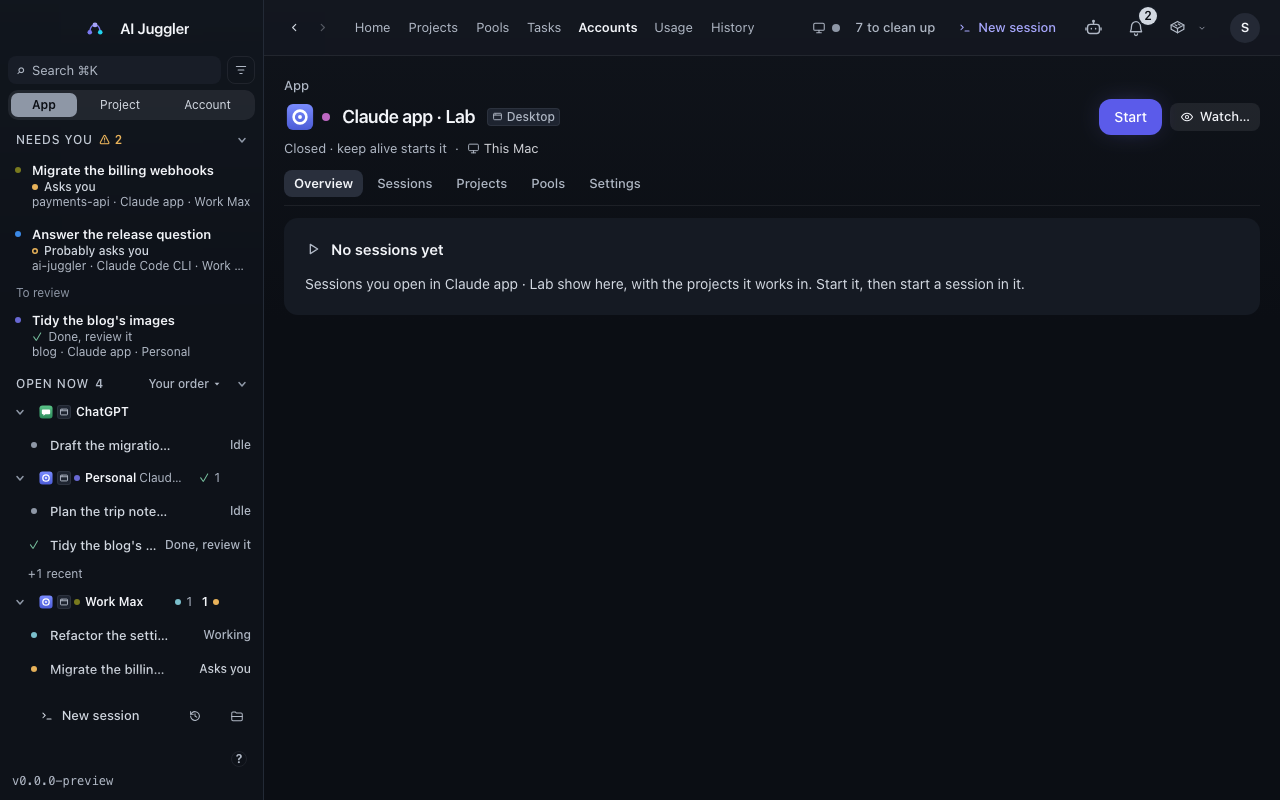 AI Juggler
Search ⌘K
App Project Account
NEEDS YOU 2
Migrate the billing webhooks
Asks you
payments-api · Claude app · Work Max
Answer the release question
Probably asks you
ai-juggler · Claude Code CLI · Work ...
To review
Tidy the blog's images
Done, review it
blog · Claude app · Personal
OPEN NOW 4 Your order
ChatGPT
Draft the migratio... Idle
Personal Claud... 1
Plan the trip note... Idle
Tidy the blog's ... Done, review it
+1 recent
Work Max 1 1
Refactor the setti... Working
Migrate the billin... Asks you
New session
?
v0.0.0-preview
Home Projects Pools Tasks Accounts Usage History 7 to clean up New session 2 S
App
Claude app · Lab Desktop Start Watch...
Closed · keep alive starts it · This Mac
Overview Sessions Projects Pools Settings
No sessions yet
Sessions you open in Claude app · Lab show here, with the projects it works in. Start it, then start a session in it.